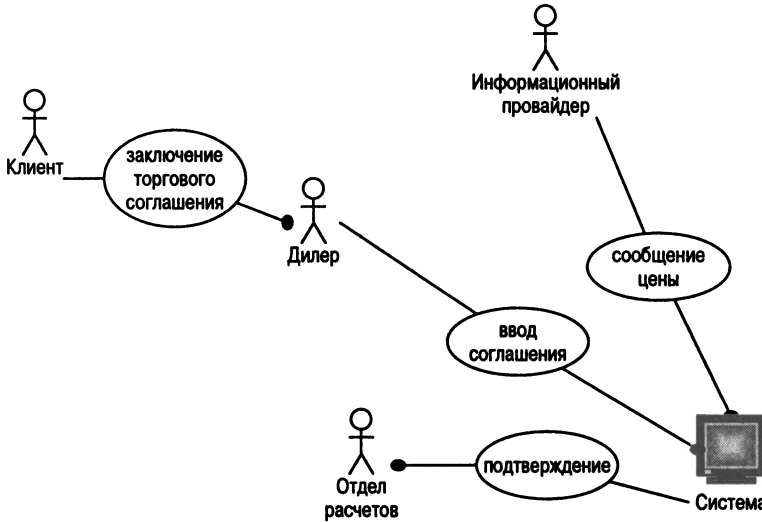 Информационный
провайдер
Клиент
заключение
торгового
соглашения
Дилер
сообщение
цены
ввод
соглашения
Отдел
расчетов
подтверждение
Система